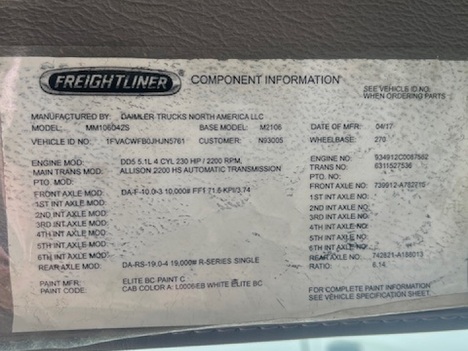 FREIGHTLINER
COMPONENT INFORMATION
SEE VEHICLE ID NO.
WHEN ORDERING PARTS
MANUFACTURED BY: DAIMLER TRUCKS NORTH AMERICA LLC
MODEL: MM106042S BASE MODEL: M2106 DATE OF MFR: 04/17
VEHICLE ID NO: 1FVACWFB0JHJN5761 CUSTOMER: N93005 WHEELBASE: 270
ENGINE MOD: DD5 5.1L 4 CYL 230 HP / 2200 RPM, ENGINE NO: 934912C0087562
MAIN TRANS MOD: ALLISON 2200 HS AUTOMATIC TRANSMISSION TRANS NO: 6311527536
PTO. MOD: PTO NO:
FRONT AXLE MOD: DA-F-10.0-3 10,000# FF1 71.5 KPI/3.74 FRONT AXLE NO:
1ST INT AXLE MOD: 1ST INT AXLE NO:
2ND INT AXLE MOD: 2ND INT AXLE NO:
3RD INT AXLE MOD: 3RD INT AXLE NO:
4TH INT AXLE MOD: 4TH INT AXLE NO:
5TH INT AXLE MOD: 5TH INT AXLE NO:
6TH INT AXLE MOD: 6TH INT AXLE NO:
REAR AXLE MOD: DA-RS-19.0-4 19,000# R-SERIES SINGLE REAR AXLE NO: 742821-A188013
RATIO: 6.14
PAINT MFR: ELITE BC PAINT C
PAINT CODE: CAB COLOR A: L0006EB WHITE ELITE BC
FOR COMPLETE PAINT INFORMATION
SEE VEHICLE SPECIFICATION SHEET.